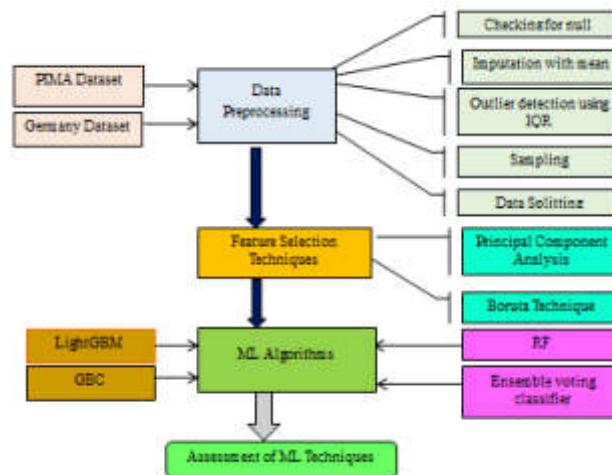 Checking for null
PIMA Dataset
Data
Preprocessing
Imputation with mean
Germany Dataset
Outlier detection using
IQR
Sampling
Data Splitting
Feature Selection
Techniques
Principal Component
Analysis
Boruta Technique
LightGBM
ML Algorithms
RF
GBC
Ensemble voting
classifier
Assessment of ML Techniques